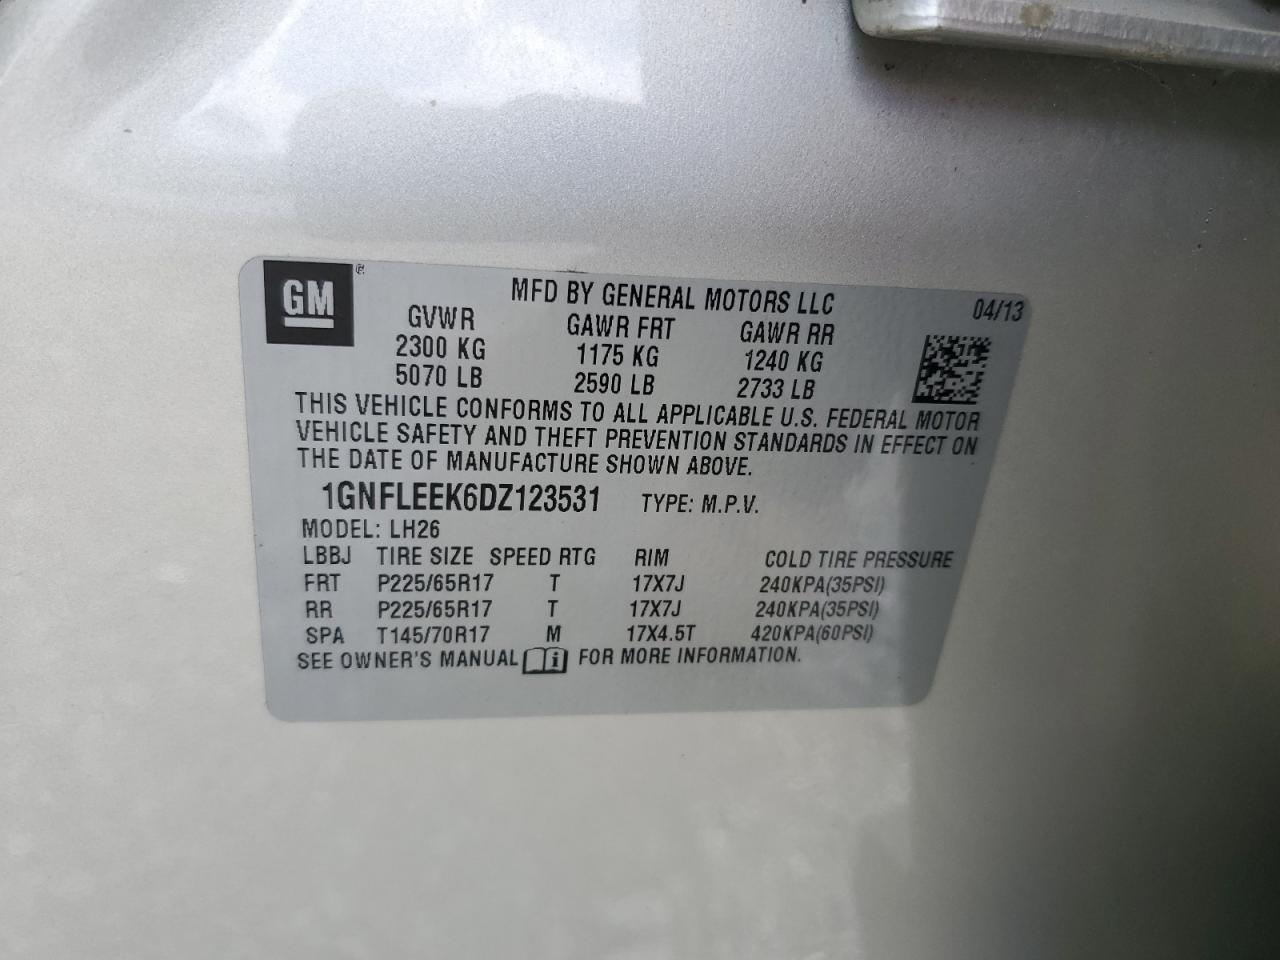 GM ®
MFD BY GENERAL MOTORS LLC 04/13
GVWR GAWR FRT GAWR RR
2300 KG 1175 KG 1240 KG
5070 LB 2590 LB 2733 LB
THIS VEHICLE CONFORMS TO ALL APPLICABLE U.S. FEDERAL MOTOR
VEHICLE SAFETY AND THEFT PREVENTION STANDARDS IN EFFECT ON
THE DATE OF MANUFACTURE SHOWN ABOVE.
1GNFLEEK6DZ123531 TYPE: M.P.V.
MODEL: LH26
LBBJ TIRE SIZE SPEED RTG RIM COLD TIRE PRESSURE
FRT P225/65R17 T 17X7J 240KPA(35PSI)
RR P225/65R17 T 17X7J 240KPA(35PSI)
SPA T145/70R17 M 17X4.5T 420KPA(60PSI)
SEE OWNER'S MANUAL i FOR MORE INFORMATION.